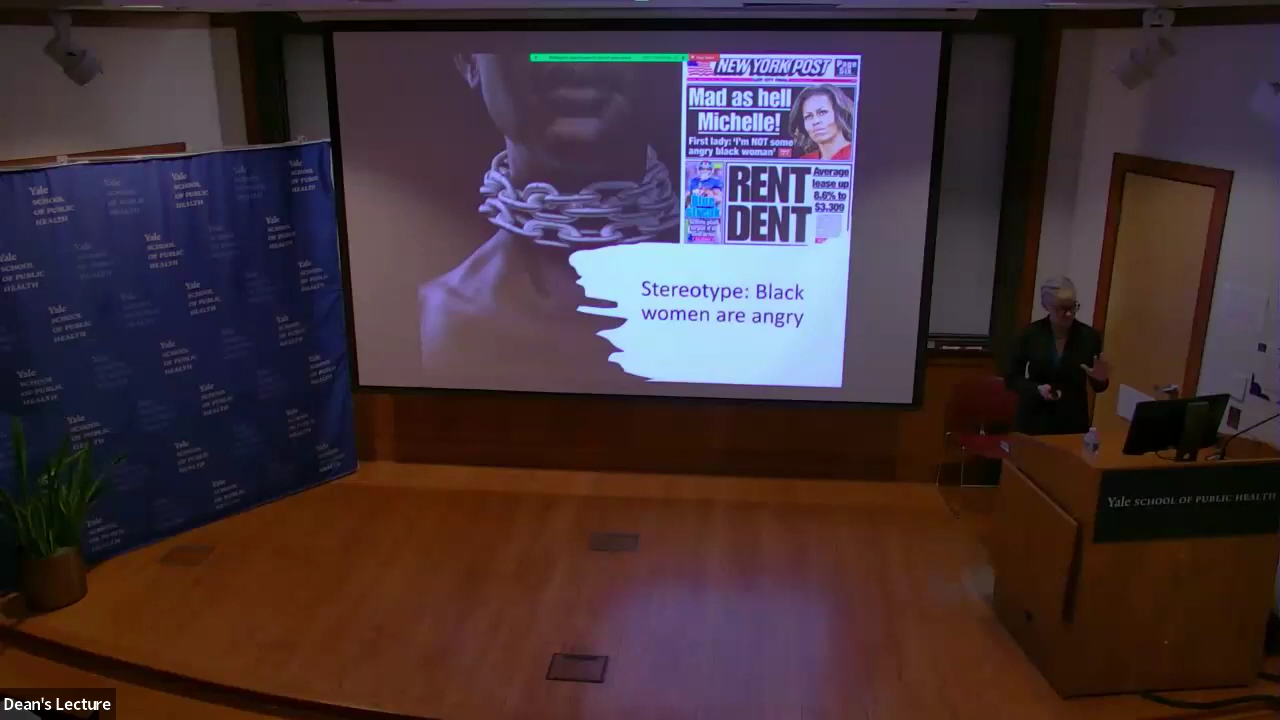 NEW YORK POST
Mad as hell
Michelle!
First lady: 'I'm NOT some
angry black woman'
RENT
DENT
Average
lease up
8.6% to
$3,309
Stereotype: Black
women are angry
Yale
SCHOOL
OF PUBLIC
HEALTH
Yale SCHOOL OF PUBLIC HEALTH
Dean's Lecture